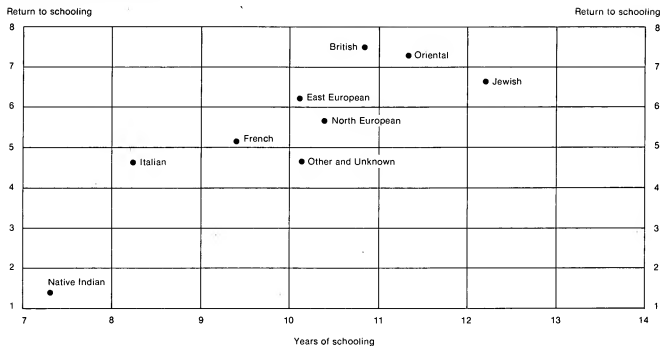 Return to schooling Return to schooling
8 8
British
Oriental
7 7
Jewish
East European
6 6
North European
French
5 5
Italian
Other and Unknown
4 4
3 3
2 2
Native Indian
1 1
7 8 9 10 11 12 13 14
Years of schooling